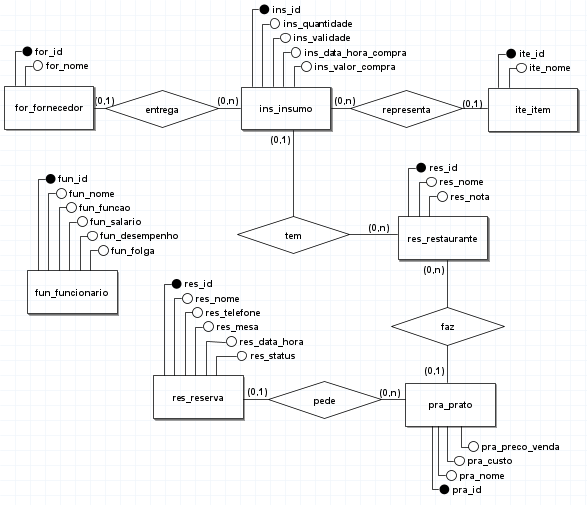 ins_id
ins_quantidade
ins_validade
ins_data_hora_compra
ins_valor_compra
for_id
for_nome
ite_id
ite_nome
for_fornecedor
(0,1)
entrega
(0,n)
ins_insumo
(0,n)
representa
(0,1)
ite_item
(0,1)
fun_id
fun_nome
fun_funcao
fun_salario
fun_desempenho
fun_folga
fun_funcionario
res_id
res_nome
res_nota
tem
(0,n)
res_restaurante
(0,n)
res_id
res_nome
res_telefone
res_mesa
res_data_hora
res_status
faz
(0,1)
res_reserva
(0,1)
pede
(0,n)
pra_prato
pra_preco_venda
pra_custo
pra_nome
pra_id